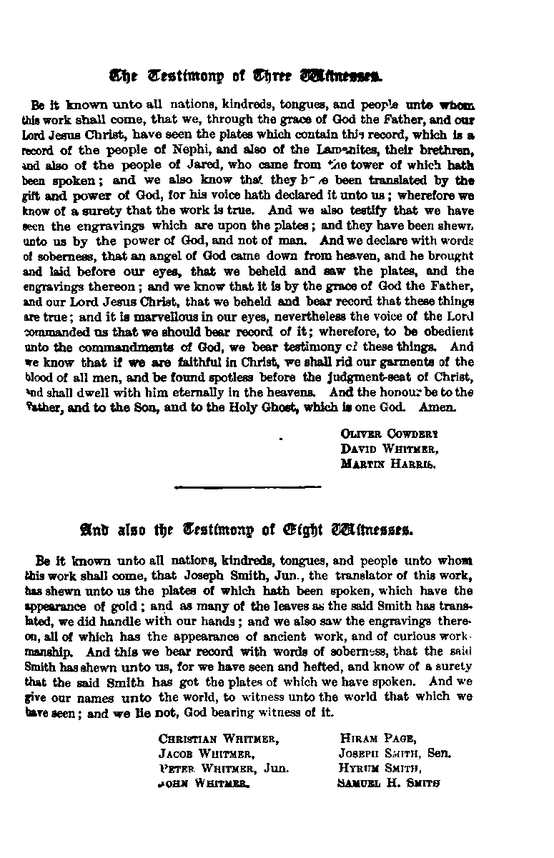 The Testimony of Three Witnesses.
Be it known unto all nations, kindreds, tongues, and people unto whom
this work shall come, that we, through the grace of God the Father, and our
Lord Jesus Christ, have seen the plates which contain this record, which is a
record of the people of Nephi, and also of the Lamanites, their brethren,
and also of the people of Jared, who came from the tower of which hath
been spoken; and we also know that they have been translated by the
gift and power of God, for his voice hath declared it unto us; wherefore we
know of a surety that the work is true. And we also testify that we have
seen the engravings which are upon the plates; and they have been shewn
unto us by the power of God, and not of man. And we declare with words
of soberness, that an angel of God came down from heaven, and he brought
and laid before our eyes, that we beheld and saw the plates, and the
engravings thereon; and we know that it is by the grace of God the Father,
and our Lord Jesus Christ, that we beheld and bear record that these things
are true; and it is marvellous in our eyes, nevertheless the voice of the Lord
commanded us that we should bear record of it; wherefore, to be obedient
unto the commandments of God, we bear testimony of these things. And
we know that if we are faithful in Christ, we shall rid our garments of the
blood of all men, and be found spotless before the judgment-seat of Christ,
and shall dwell with him eternally in the heavens. And the honour be to the
Father, and to the Son, and to the Holy Ghost, which is one God. Amen.
OLIVER COWDERY
DAVID WHITMER,
MARTIN HARRIS.
And also the Testimony of Eight Witnesses.
Be it known unto all nations, kindreds, tongues, and people unto whom
this work shall come, that Joseph Smith, Jun., the translator of this work,
has shewn unto us the plates of which hath been spoken, which have the
appearance of gold; and as many of the leaves as the said Smith has trans-
lated, we did handle with our hands; and we also saw the engravings there-
on, all of which has the appearance of ancient work, and of curious work-
manship. And this we bear record with words of soberness, that the said
Smith has shewn unto us, for we have seen and hefted, and know of a surety
that the said Smith has got the plates of which we have spoken. And we
give our names unto the world, to witness unto the world that which we
have seen; and we lie not, God bearing witness of it.
CHRISTIAN WHITMER,
JACOB WHITMER,
PETER WHITMER, Jun.
JOHN WHITMER.
HIRAM PAGE,
JOSEPH SMITH, Sen.
HYRUM SMITH,
SAMUEL H. SMITH